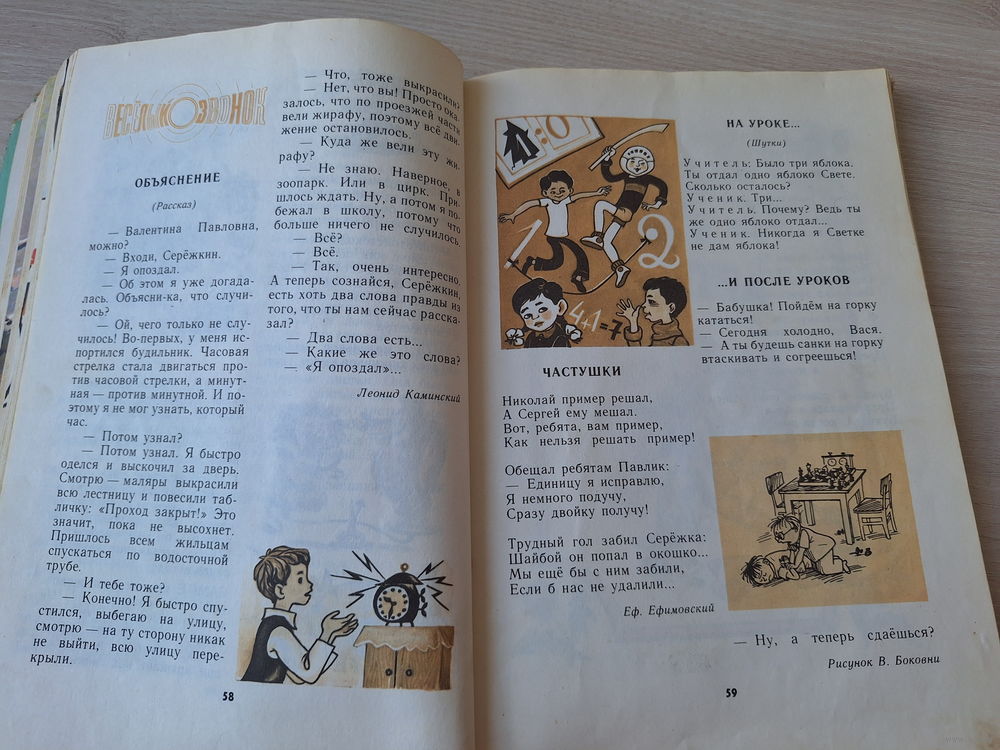 ВЕСЁЛЫЙ ЗВОНОК
ОБЪЯСНЕНИЕ
(Рассказ)
— Валентина Павловна,
можно?
— Входи, Серёжкин.
— Я опоздал.
— Об этом я уже догада-
лась. Объясни-ка, что случи-
лось?
— Ой, чего только не слу-
чилось! Во-первых, у меня ис-
портился будильник. Часовая
стрелка стала двигаться про-
тив часовой стрелки, а минут-
ная — против минутной. И по-
этому я не мог узнать, который
час.
— Потом узнал?
— Потом узнал. Я быстро
оделся и выскочил за дверь.
Смотрю — маляры выкрасили
всю лестницу и повесили таб-
личку: «Проход закрыт!» Это
значит, пока не высохнет.
Пришлось всем жильцам
спускаться по водосточной
трубе.
— И тебе тоже?
— Конечно! Я быстро спу-
стился, выбегаю на улицу,
смотрю — на ту сторону никак
не выйти, всю улицу пере-
крыли.
— Что, тоже выкрасили?
— Нет, что вы! Просто ока-
залось, что по проезжей части
вели жирафу, поэтому всё дви-
жение остановилось.
— Куда же вели эту жи-
рафу?
— Не знаю. Наверное, в
зоопарк. Или в цирк. При-
шлось ждать. Ну, а потом я по-
бежал в школу, потому что
больше ничего не случилось.
— Всё?
— Всё.
— Так, очень интересно.
А теперь сознайся, Серёжкин,
есть хоть два слова правды из
того, что ты нам сейчас расска-
зал?
— Два слова есть...
— Какие же это слова?
— «Я опоздал»...
Леонид Каминский
58
1:0
1
2
4+1=7
ЧАСТУШКИ
Николай пример решал,
А Сергей ему мешал.
Вот, ребята, вам пример,
Как нельзя решать пример!
Обещал ребятам Павлик:
— Единицу я исправлю,
Я немного подучу,
Сразу двойку получу!
Трудный гол забил Серёжка:
Шайбой он попал в окошко...
Мы ещё бы с ним забили,
Если б нас не удалили...
Еф. Ефимовский
НА УРОКЕ...
(Шутки)
Учитель: Было три яблока.
Ты отдал одно яблоко Свете.
Сколько осталось?
Ученик. Три...
Учитель. Почему? Ведь ты
же одно яблоко отдал...
Ученик. Никогда я Светке
не дам яблока!
...И ПОСЛЕ УРОКОВ
— Бабушка! Пойдём на горку
кататься!
— Сегодня холодно, Вася.
— А ты будешь санки на горку
втаскивать и согреешься!
— Ну, а теперь сдаёшься?
Рисунок В. Боковни
59